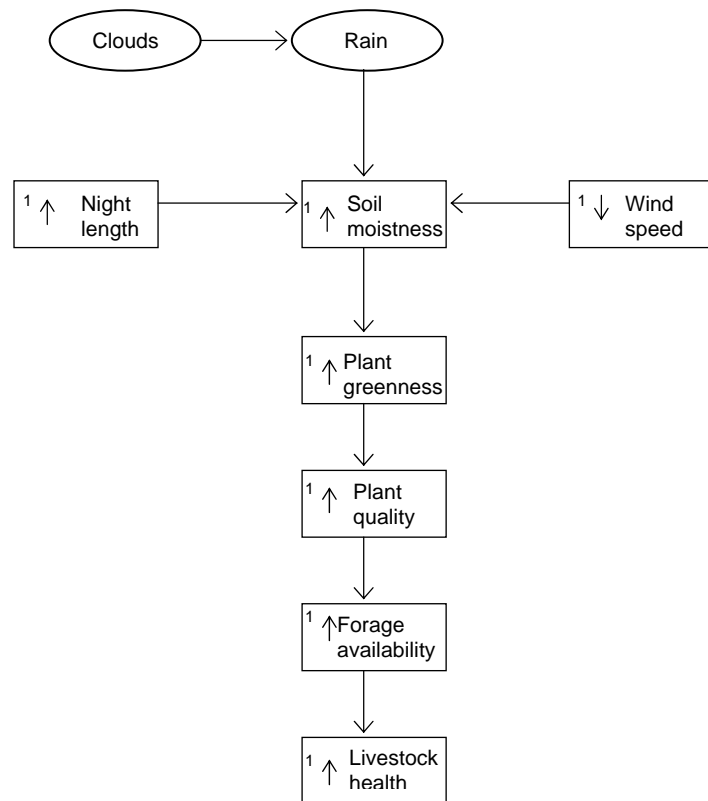 Clouds
Rain
1 ↑ Night
length
1 ↑ Soil
moistness
1 ↓ Wind
speed
1 ↑ Plant
greenness
1 ↑ Plant
quality
1 ↑ Forage
availability
1 ↑ Livestock
health